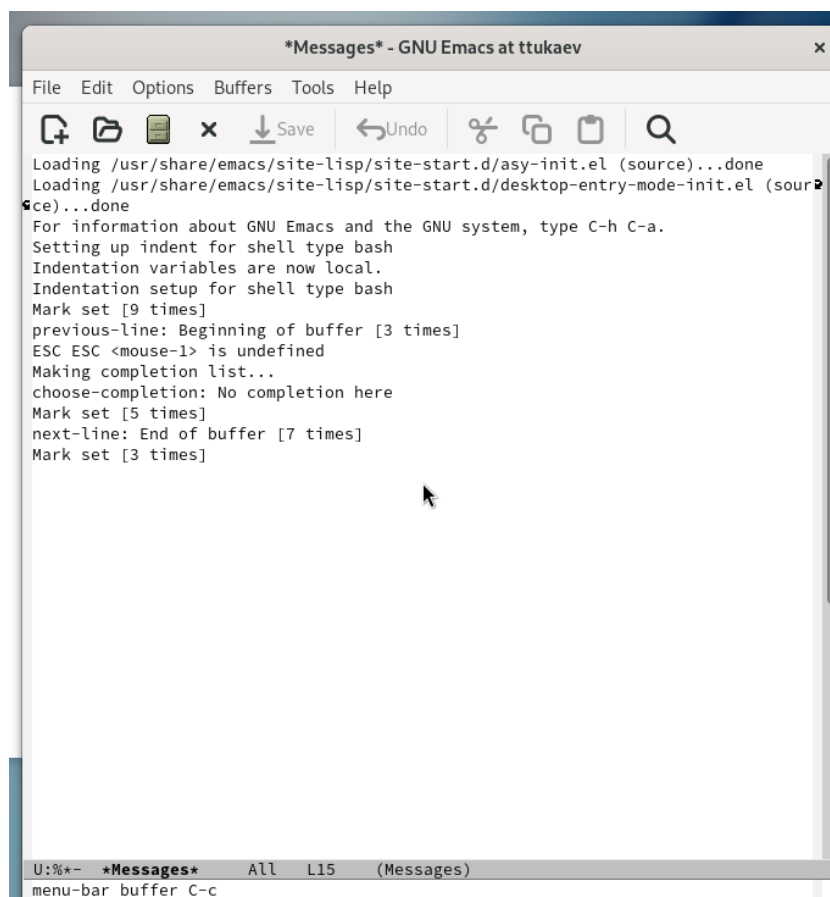 *Messages* - GNU Emacs at ttukaev
File Edit Options Buffers Tools Help
Save Undo
Loading /usr/share/emacs/site-lisp/site-start.d/asy-init.el (source)...done
Loading /usr/share/emacs/site-lisp/site-start.d/desktop-entry-mode-init.el (sour
ce)...done
For information about GNU Emacs and the GNU system, type C-h C-a.
Setting up indent for shell type bash
Indentation variables are now local.
Indentation setup for shell type bash
Mark set [9 times]
previous-line: Beginning of buffer [3 times]
ESC ESC <mouse-1> is undefined
Making completion list...
choose-completion: No completion here
Mark set [5 times]
next-line: End of buffer [7 times]
Mark set [3 times]
U:%*- *Messages* All L15 (Messages)
menu-bar buffer C-c